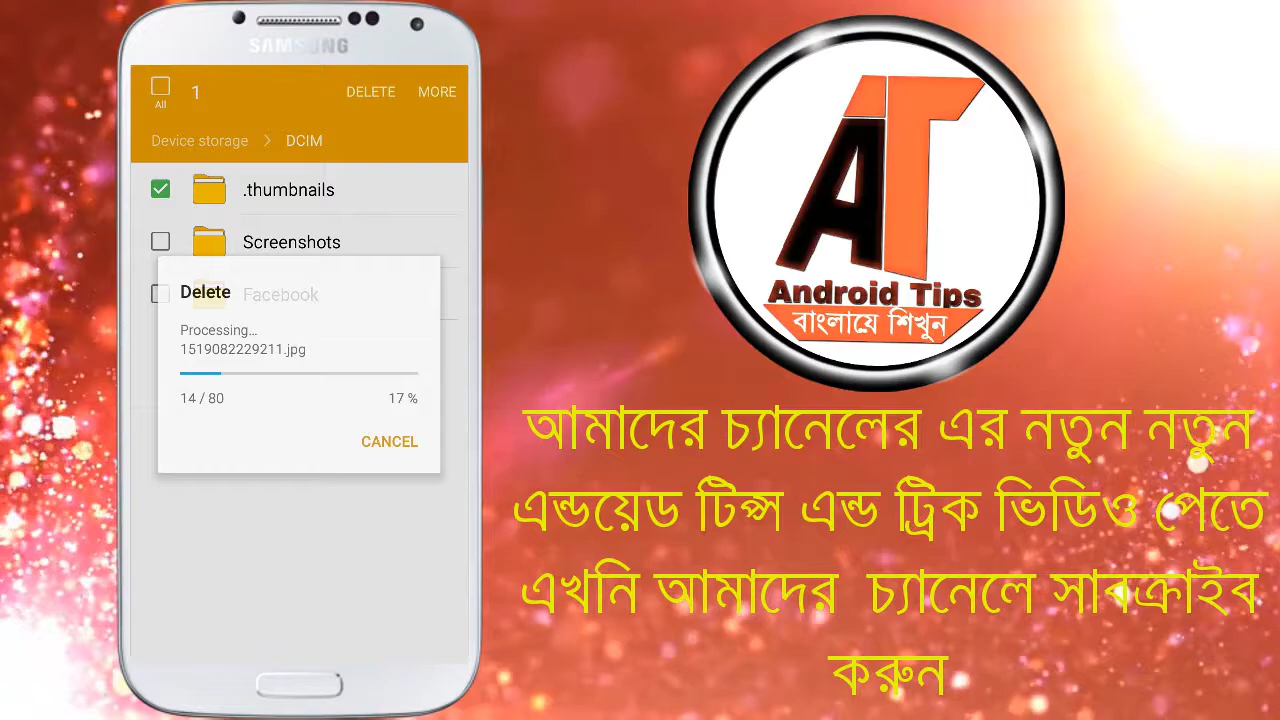 SAMSUNG
All
1
DELETE
MORE
Device storage > DCIM
.thumbnails
Screenshots
Facebook
Delete
Processing...
1519082229211.jpg
14 / 80
17 %
CANCEL
AT
Android Tips
বাংলাযে শিখুন
আমাদের চ্যানেলের এর নতুন নতুন
এন্ডয়েড টিপ্স এন্ড ট্রিক ভিডিও পেতে
এখনি আমাদের চ্যানেলে সাবক্রাইব
করুন